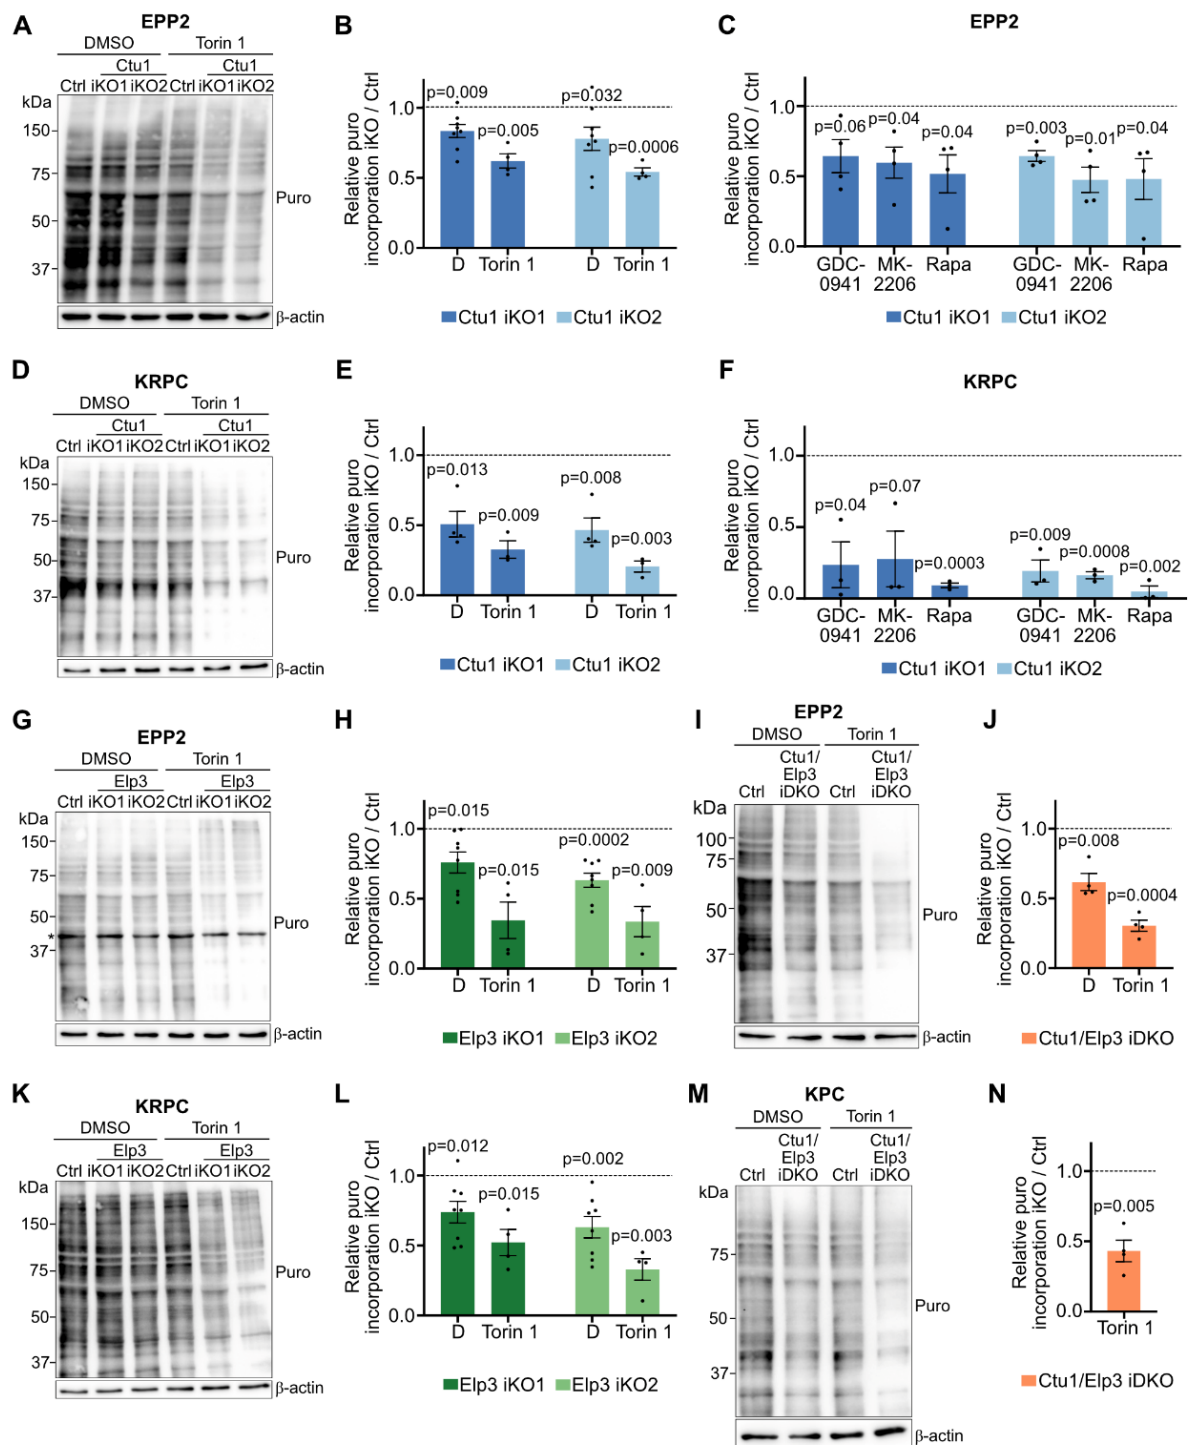 A
EPP2
DMSO Torin 1
Ctu1 Ctu1
Ctrl iKO1 iKO2 Ctrl iKO1 iKO2
kDa
150
75
50
37
Puro
β-actin
B
Relative puro
incorporation iKO / Ctrl
1.0
0.5
0.0
p=0.009
p=0.005
p=0.032
p=0.0006
D Torin 1 D Torin 1
Ctu1 iKO1 Ctu1 iKO2
C
EPP2
Relative puro
incorporation iKO / Ctrl
1.0
0.5
0.0
p=0.06
p=0.04
p=0.04
p=0.003
p=0.01
p=0.04
GDC-0941 MK-2206 Rapa GDC-0941 MK-2206 Rapa
Ctu1 iKO1 Ctu1 iKO2
D
KRPC
DMSO Torin 1
Ctu1 Ctu1
Ctrl iKO1 iKO2 Ctrl iKO1 iKO2
kDa
150
75
50
37
Puro
β-actin
E
Relative puro
incorporation iKO / Ctrl
1.0
0.5
0.0
p=0.013
p=0.009
p=0.008
p=0.003
D Torin 1 D Torin 1
Ctu1 iKO1 Ctu1 iKO2
F
KRPC
Relative puro
incorporation iKO / Ctrl
1.0
0.5
0.0
p=0.04
p=0.07
p=0.0003
p=0.009
p=0.0008
p=0.002
GDC-0941 MK-2206 Rapa GDC-0941 MK-2206 Rapa
Ctu1 iKO1 Ctu1 iKO2
G
EPP2
DMSO Torin 1
Elp3 Elp3
Ctrl iKO1 iKO2 Ctrl iKO1 iKO2
kDa
150
75
50
*
37
Puro
β-actin
H
Relative puro
incorporation iKO / Ctrl
1.0
0.5
0.0
p=0.015
p=0.015
p=0.0002
p=0.009
D Torin 1 D Torin 1
Elp3 iKO1 Elp3 iKO2
I
EPP2
DMSO Torin 1
Ctrl Ctu1/Elp3 iDKO Ctrl Ctu1/Elp3 iDKO
kDa
100
75
50
37
Puro
β-actin
J
Relative puro
incorporation iKO / Ctrl
1.0
0.5
0.0
p=0.008
p=0.0004
D Torin 1
Ctu1/Elp3 iDKO
K
KRPC
DMSO Torin 1
Elp3 Elp3
Ctrl iKO1 iKO2 Ctrl iKO1 iKO2
kDa
150
75
50
37
Puro
β-actin
L
Relative puro
incorporation iKO / Ctrl
1.0
0.5
0.0
p=0.012
p=0.015
p=0.002
p=0.003
D Torin 1 D Torin 1
Elp3 iKO1 Elp3 iKO2
M
KPC
DMSO Torin 1
Ctrl Ctu1/Elp3 iDKO Ctrl Ctu1/Elp3 iDKO
kDa
75
50
37
Puro
β-actin
N
Relative puro
incorporation iKO / Ctrl
1.0
0.5
0.0
p=0.005
Torin 1
Ctu1/Elp3 iDKO